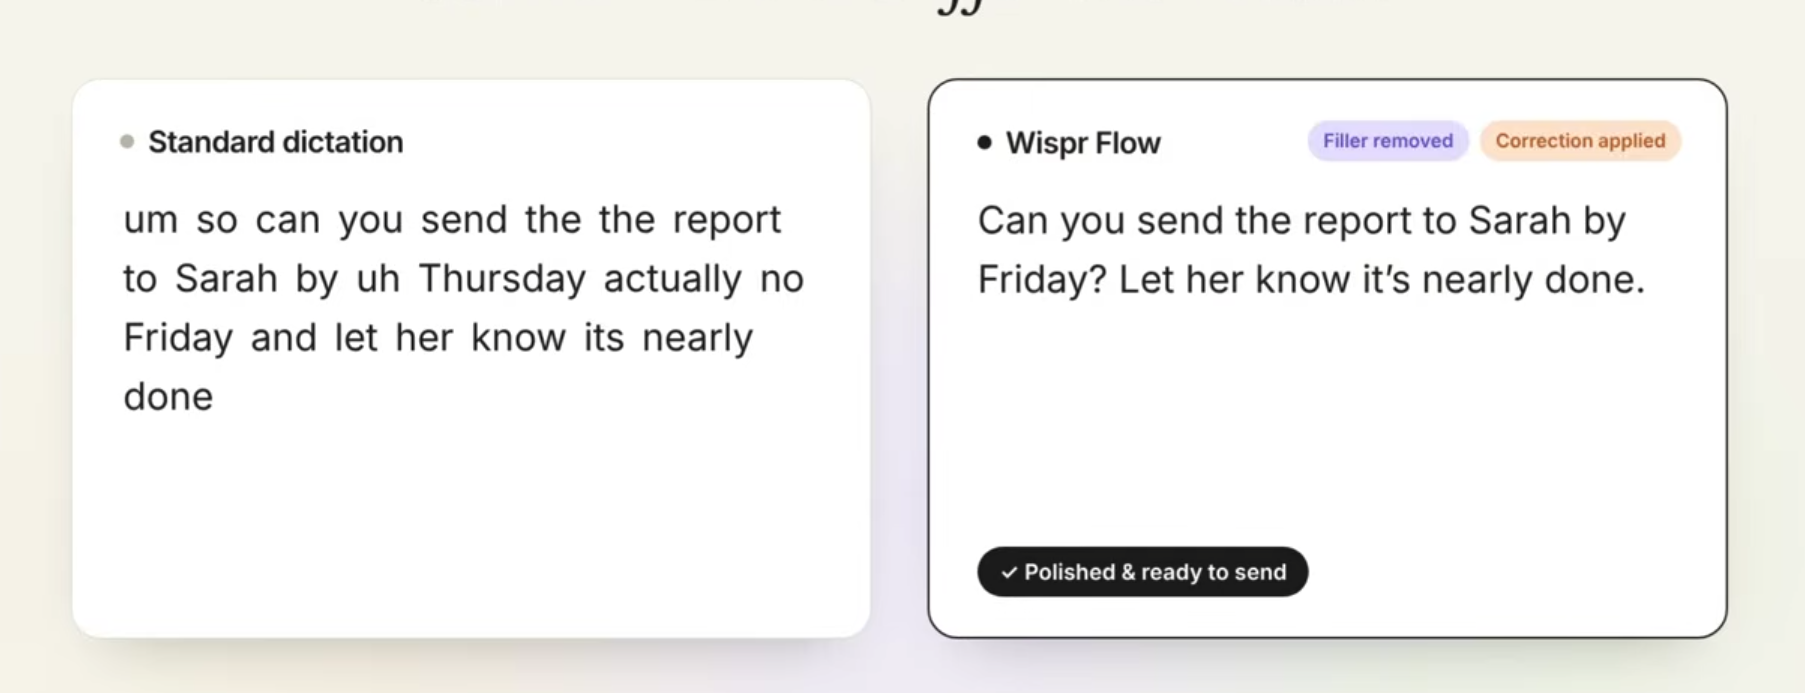 Standard dictation
um so can you send the the report
to Sarah by uh Thursday actually no
Friday and let her know its nearly
done
Wispr Flow
Filler removed
Correction applied
Can you send the report to Sarah by
Friday? Let her know it’s nearly done.
✓ Polished & ready to send